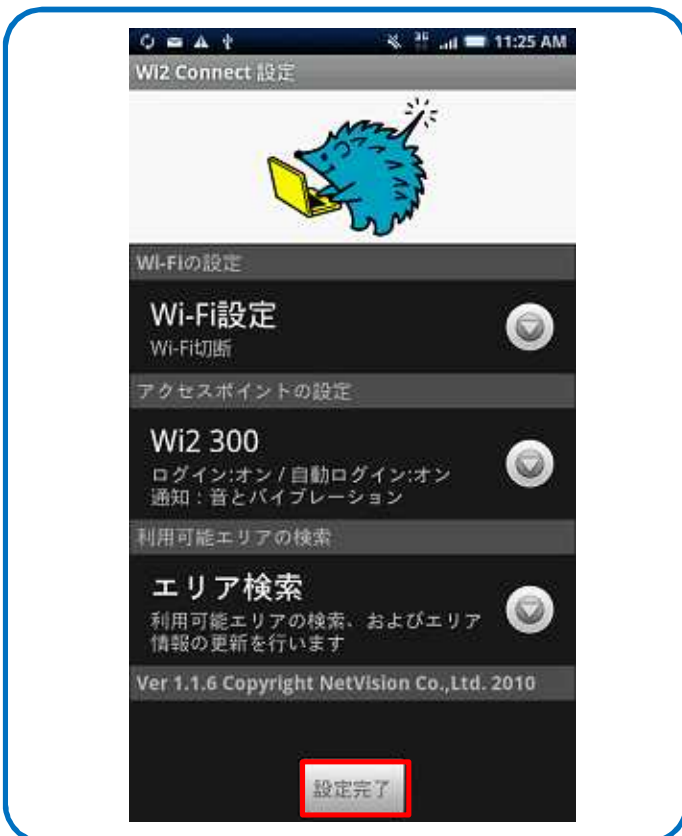 3G 11:25 AM
Wi2 Connect 設定
Wi-Fiの設定
Wi-Fi設定
Wi-Fi切断
アクセスポイントの設定
Wi2 300
ログイン:オン / 自動ログイン:オン
通知：音とバイブレーション
利用可能エリアの検索
エリア検索
利用可能エリアの検索、およびエリア
情報の更新を行います
Ver 1.1.6 Copyright NetVision Co.,Ltd. 2010
設定完了